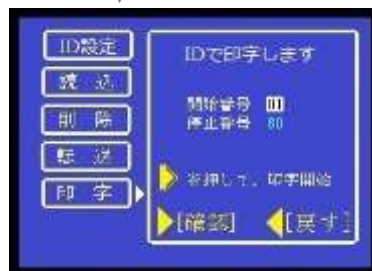 ID設定
読 込
削 除
転 送
印 字
IDで印字します
開始番号 01
停止番号 80
を押して、印字開始
[確認] [戻す]